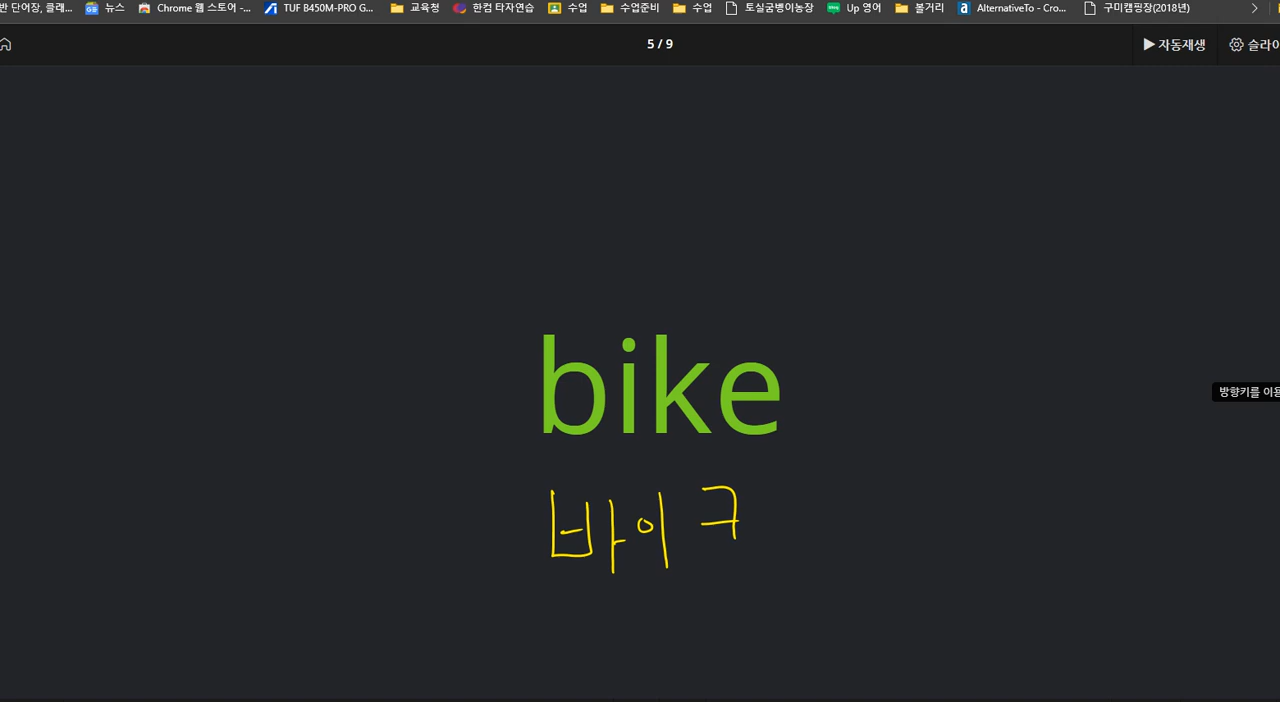 반 단어장, 클래... 뉴스 Chrome 웹 스토어 -... TUF B450M-PRO G... 교육청 한컴 타자연습 수업 수업준비 수업 토실굼벵이농장 Up 영어 볼거리 AlternativeTo - Cro... 구미캠핑장(2018년)
5 / 9 자동재생 슬라이
bike
방향키를 이용
바이ㅋ